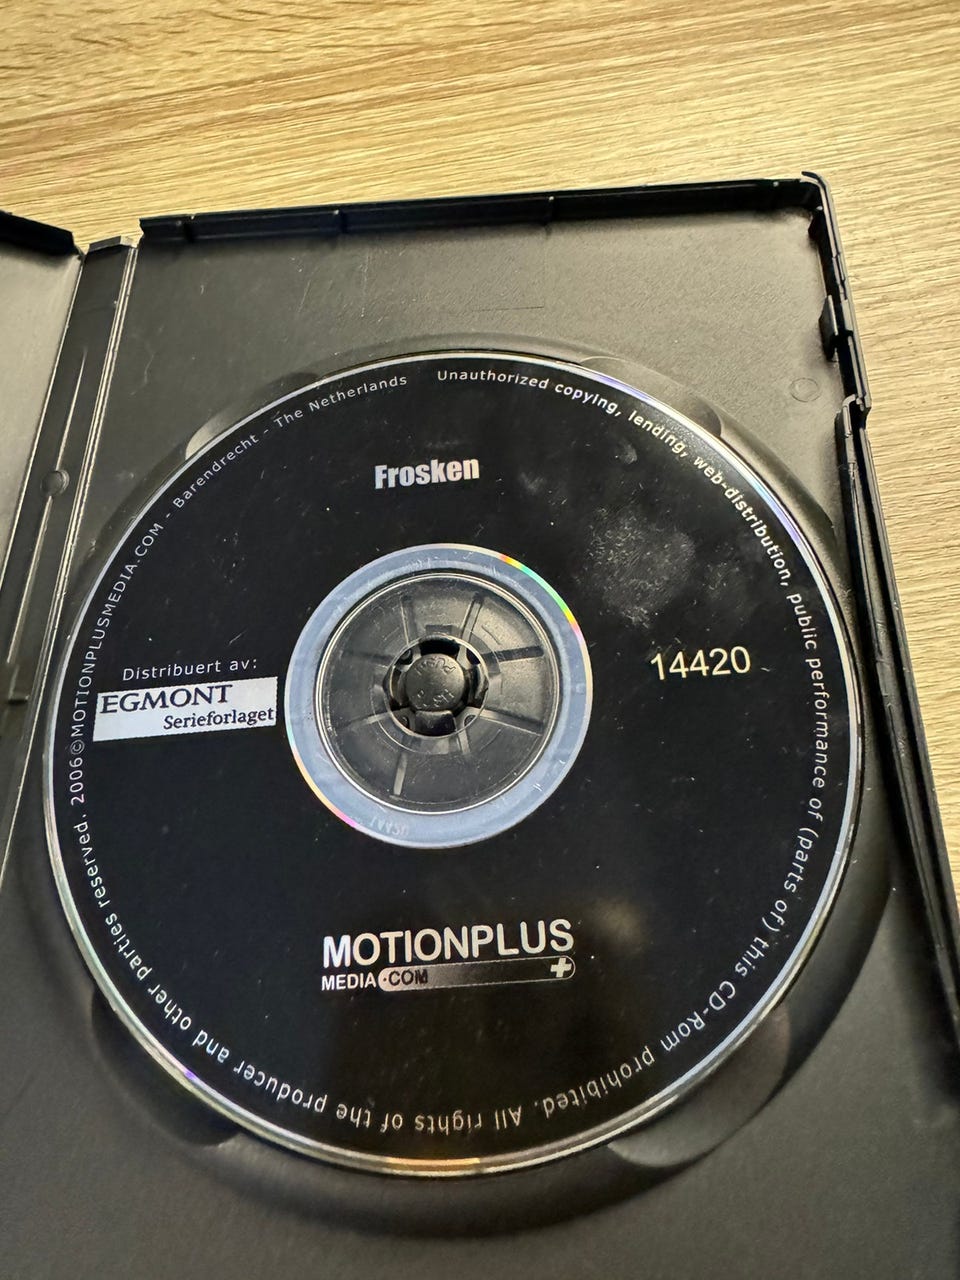 Unauthorized copying, lending, web-distribution, public performance of (parts of) this CD-Rom prohibited. All rights of the producer and other parties reserved. 2006©MOTIONPLUSMEDIA.COM - Barendrecht - The Netherlands
Frosken
14420
Distribuert av:
EGMONT
Serieforlaget
MOTIONPLUS
MEDIA.COM